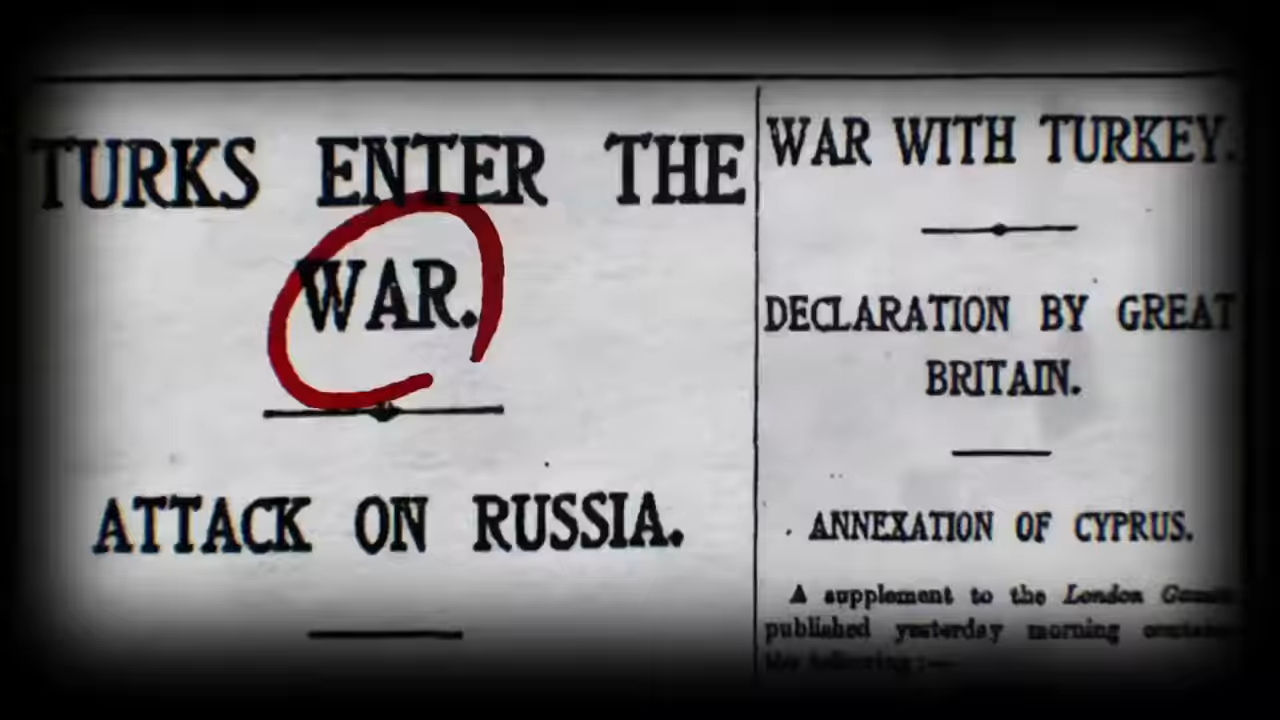 TURKS ENTER THE
WAR.
ATTACK ON RUSSIA.
WAR WITH TURKEY.
DECLARATION BY GREAT
BRITAIN.
ANNEXATION OF CYPRUS.
A supplement to the London
published yesterday morning